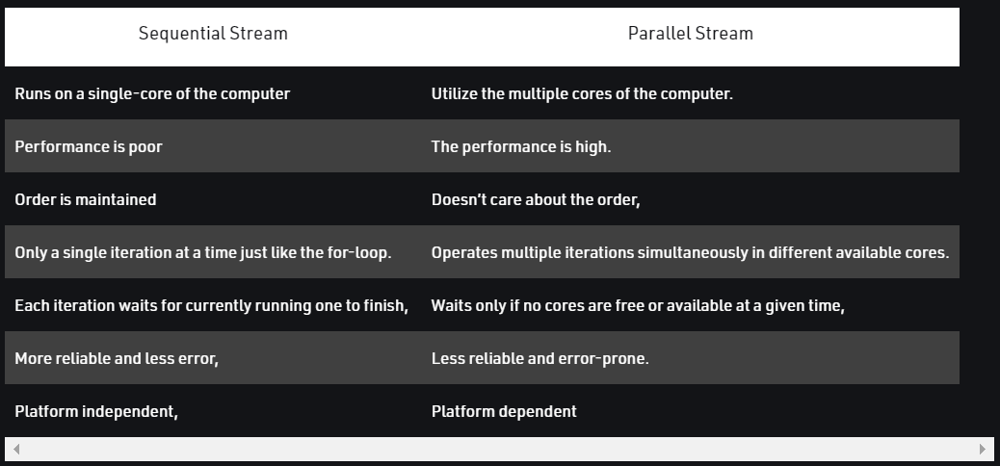 Sequential Stream Parallel Stream
Runs on a single-core of the computer Utilize the multiple cores of the computer.
Performance is poor The performance is high.
Order is maintained Doesn't care about the order,
Only a single iteration at a time just like the for-loop. Operates multiple iterations simultaneously in different available cores.
Each iteration waits for currently running one to finish, Waits only if no cores are free or available at a given time,
More reliable and less error, Less reliable and error-prone.
Platform independent, Platform dependent